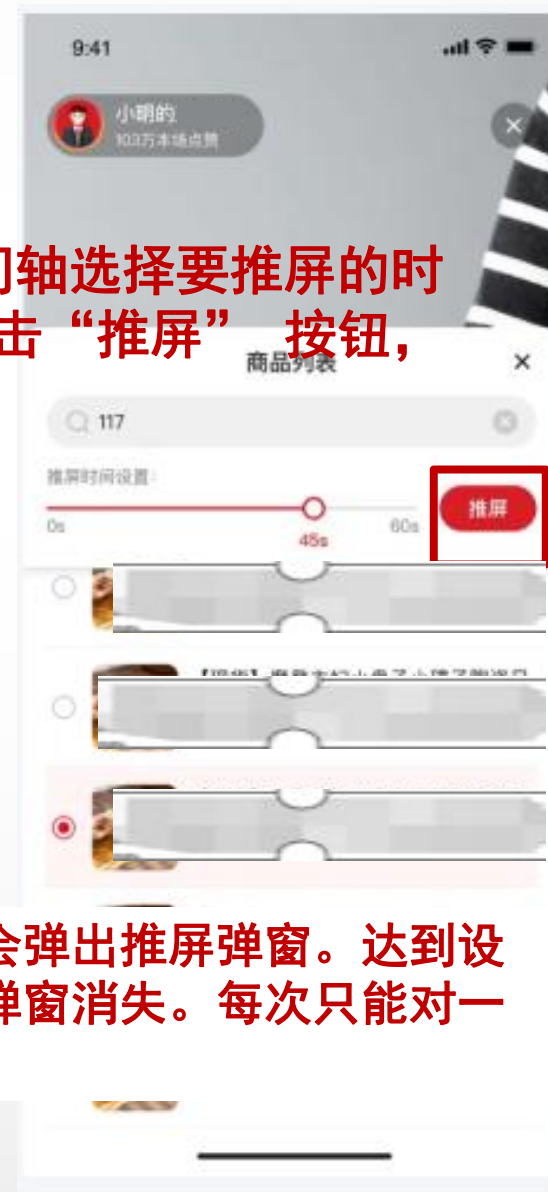 9:41
小明的
103万本场点赞
间轴选择要推屏的时
击“推屏” 按钮，
商品列表
117
推屏时间设置：
推屏
0s
45s
60s
会弹出推屏弹窗。达到设
弹窗消失。每次只能对一